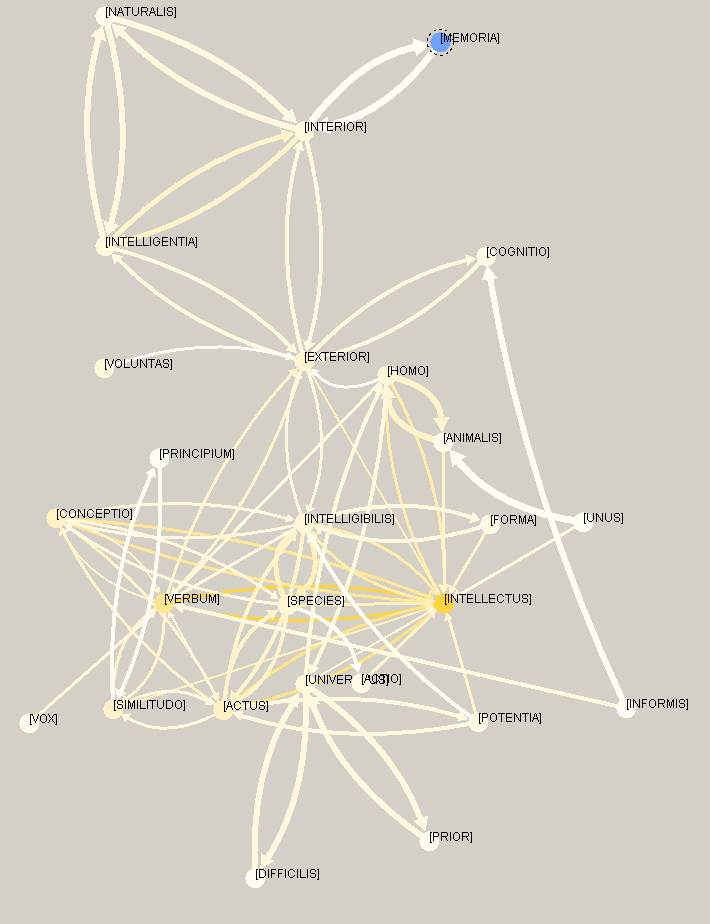 [NATURALIS]
[MEMORIA]
[INTERIOR]
[INTELLIGENTIA]
[COGNITIO]
[EXTERIOR]
[VOLUNTAS]
[HOMO]
[ANIMALIS]
[PRINCIPIUM]
[CONCEPTIO]
[INTELLIGIBILIS]
[FORMA]
[UNUS]
[VERBUM]
[SPECIES]
[INTELLECTUS]
[ACTIO]
[SIMILITUDO]
[ACTUS]
[INFORMIS]
[VOX]
[POTENTIA]
[PRIOR]
[DIFFICILIS]